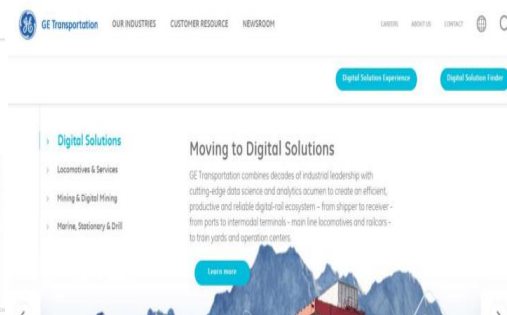 GE Transportation OUR INDUSTRIES CUSTOMER RESOURCE NEWSROOM CAREERS ABOUT US CONTACT
Digital Solution Experience Digital Solution Finder
Digital Solutions
Locomotives & Services
Mining & Digital Mining
Marine, Stationary & Drill
Moving to Digital Solutions
GE Transportation combines decades of industrial leadership with
cutting-edge data science and analytics acumen to create an efficient,
productive and reliable digital-rail ecosystem – from shipper to receiver –
from ports to intermodal terminals – main line locomotives and railcars –
to train yards and operation centers.
Learn more